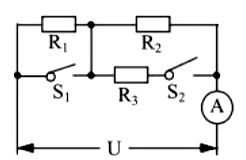 R₁ R₂
A
S₁ R₃ S₂
U